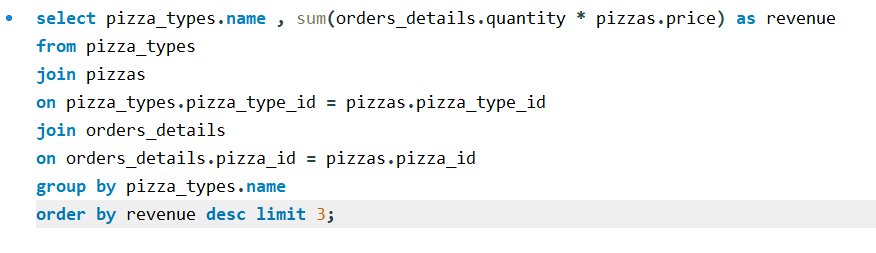 select pizza_types.name , sum(orders_details.quantity * pizzas.price) as revenue
from pizza_types
join pizzas
on pizza_types.pizza_type_id = pizzas.pizza_type_id
join orders_details
on orders_details.pizza_id = pizzas.pizza_id
group by pizza_types.name
order by revenue desc limit 3;